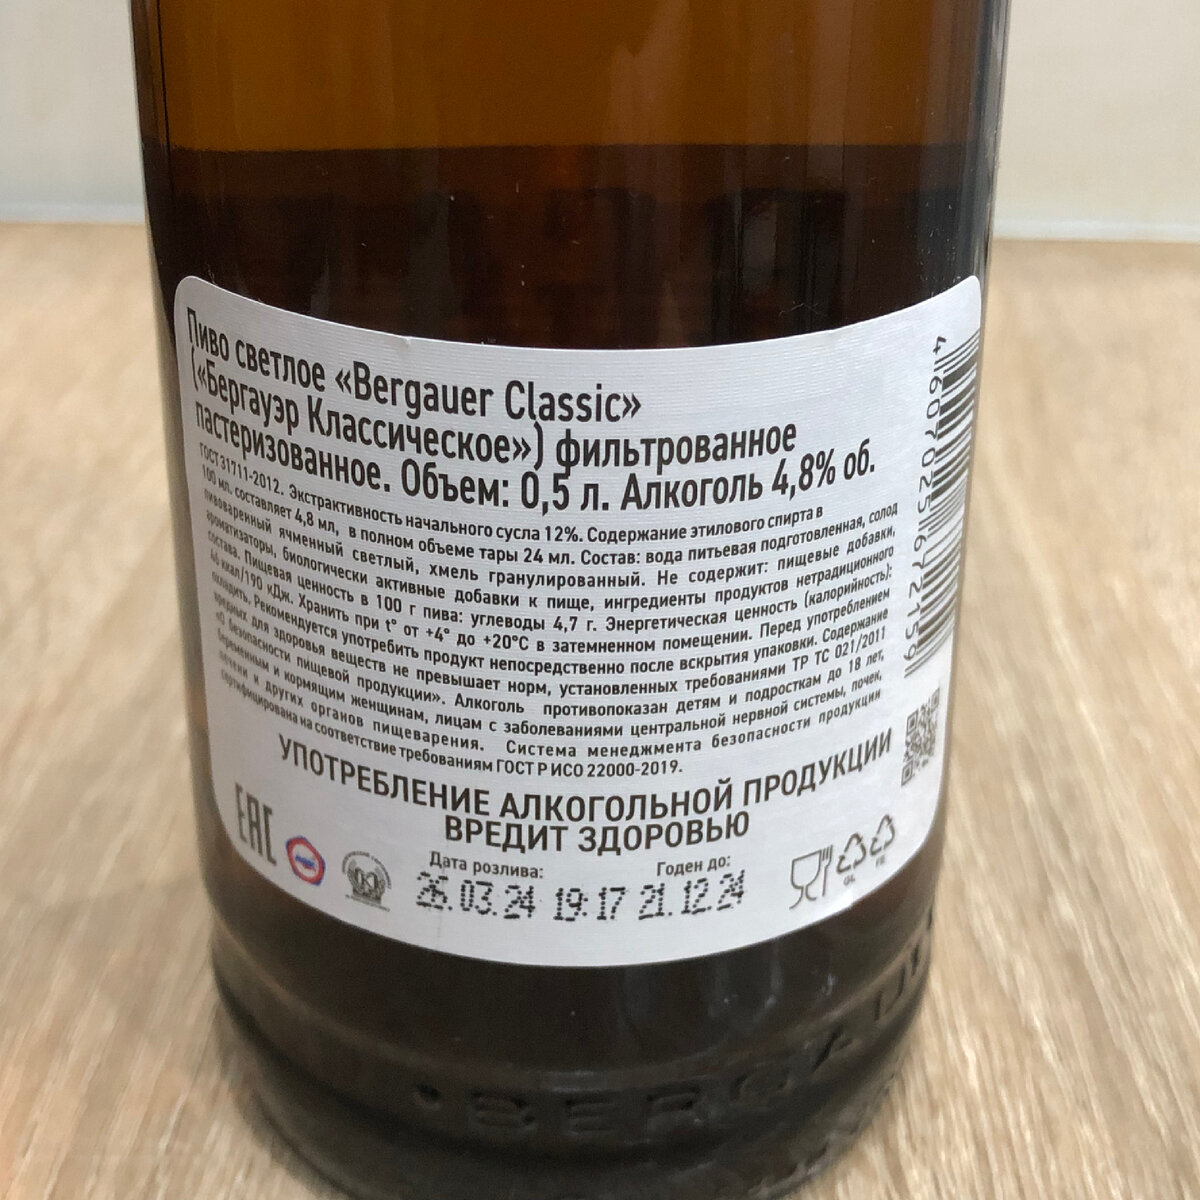 Пиво светлое «Bergauer Classic»
(«Бергауэр Классическое») фильтрованное
пастеризованное. Объем: 0,5 л. Алкоголь 4,8% об.
ГОСТ 31711-2012. Экстрактивность начального сусла 12%. Содержание этилового спирта в
100 мл. составляет 4,8 мл, в полном объеме тары 24 мл. Состав: вода питьевая подготовленная, солод
пивоваренный ячменный светлый, хмель гранулированный. Не содержит: пищевые добавки,
ароматизаторы, биологически активные добавки к пище, ингредиенты продуктов нетрадиционного
состава. Пищевая ценность в 100 г пива: углеводы 4,7 г. Энергетическая ценность (калорийность):
46 ккал/190 кДж. Хранить при t° от +4° до +20°С в затемненном помещении. Перед употреблением
охладить. Рекомендуется употребить продукт непосредственно после вскрытия упаковки. Содержание
вредных для здоровья веществ не превышает норм, установленных требованиями ТР ТС 021/2011
«О безопасности пищевой продукции». Алкоголь противопоказан детям и подросткам до 18 лет,
беременным и кормящим женщинам, лицам с заболеваниями центральной нервной системы, почек,
печени и других органов пищеварения. Система менеджмента безопасности продукции
сертифицирована на соответствие требованиям ГОСТ Р ИСО 22000-2019.
УПОТРЕБЛЕНИЕ АЛКОГОЛЬНОЙ ПРОДУКЦИИ
ВРЕДИТ ЗДОРОВЬЮ
EAC
Дата розлива: Годен до:
26.03.24 19:17 21.12.24
4 607025 672159
BERGAUER